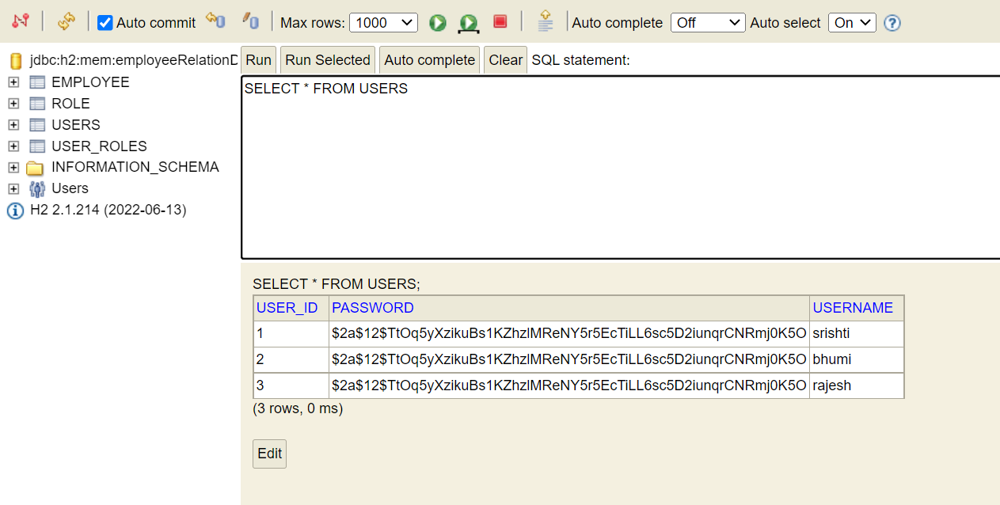 Auto commit Max rows: 1000 Auto complete Off Auto select On
jdbc:h2:mem:employeeRelationD
EMPLOYEE
ROLE
USERS
USER_ROLES
INFORMATION_SCHEMA
Users
H2 2.1.214 (2022-06-13)
Run Run Selected Auto complete Clear SQL statement:
SELECT * FROM USERS
SELECT * FROM USERS;
USER_ID PASSWORD USERNAME
1 $2a$12$TtOq5yXzikuBs1KZhzlMReNY5r5EcTiLL6sc5D2iunqrCNRmj0K5O srishti
2 $2a$12$TtOq5yXzikuBs1KZhzlMReNY5r5EcTiLL6sc5D2iunqrCNRmj0K5O bhumi
3 $2a$12$TtOq5yXzikuBs1KZhzlMReNY5r5EcTiLL6sc5D2iunqrCNRmj0K5O rajesh
(3 rows, 0 ms)
Edit